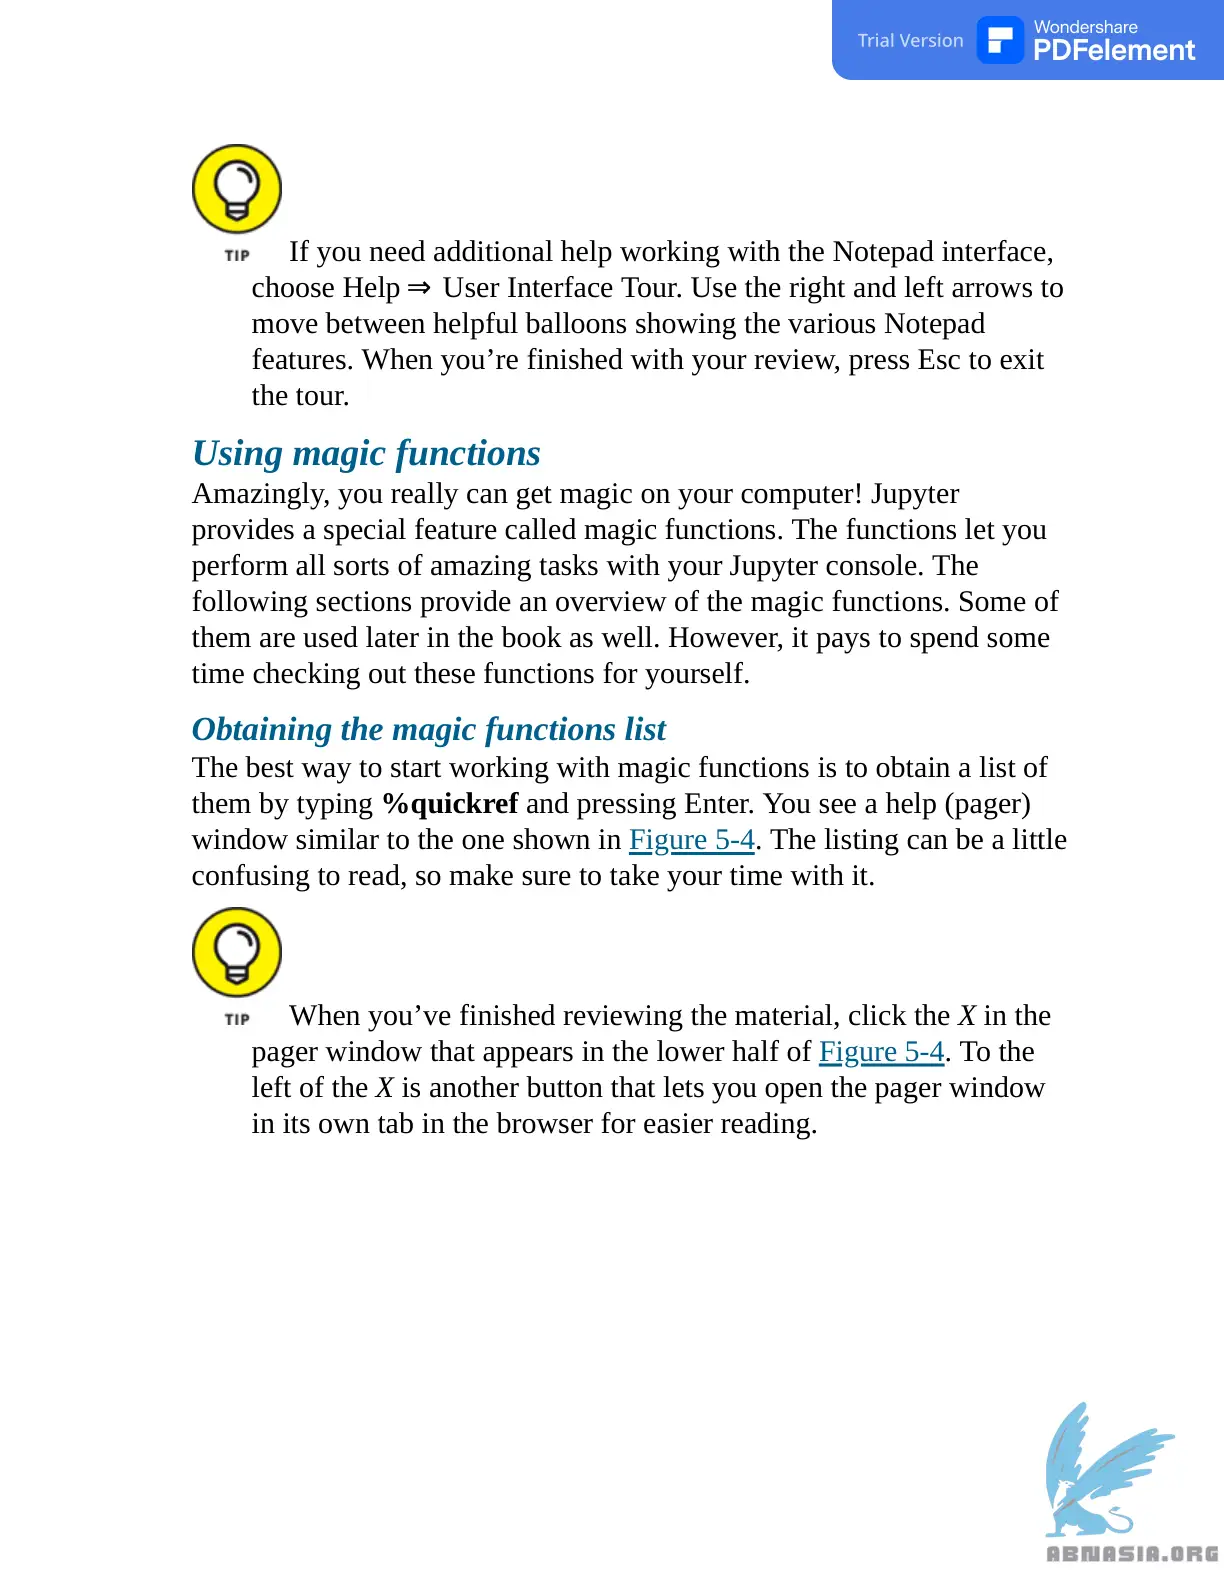 Trial Version
Wondershare
PDFelement
TIP If you need additional help working with the Notepad interface,
choose Help ⇒ User Interface Tour. Use the right and left arrows to
move between helpful balloons showing the various Notepad
features. When you’re finished with your review, press Esc to exit
the tour.
Using magic functions
Amazingly, you really can get magic on your computer! Jupyter
provides a special feature called magic functions. The functions let you
perform all sorts of amazing tasks with your Jupyter console. The
following sections provide an overview of the magic functions. Some of
them are used later in the book as well. However, it pays to spend some
time checking out these functions for yourself.
Obtaining the magic functions list
The best way to start working with magic functions is to obtain a list of
them by typing %quickref and pressing Enter. You see a help (pager)
window similar to the one shown in Figure 5-4. The listing can be a little
confusing to read, so make sure to take your time with it.
TIP When you’ve finished reviewing the material, click the X in the
pager window that appears in the lower half of Figure 5-4. To the
left of the X is another button that lets you open the pager window
in its own tab in the browser for easier reading.
ABNASIA.ORG